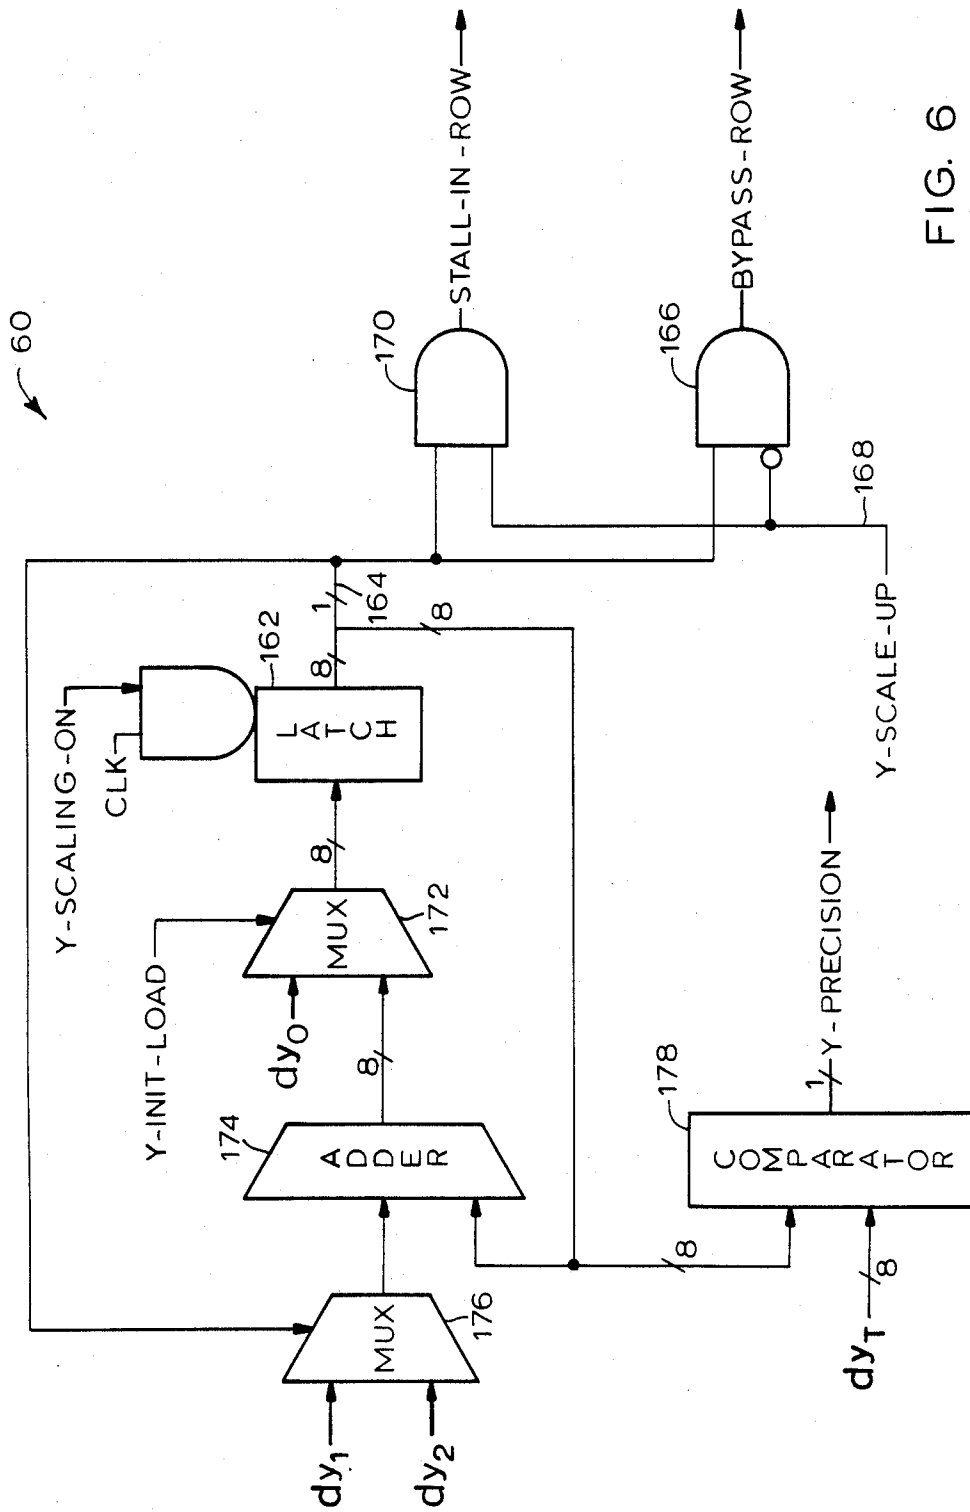 60
Y-SCALING-ON
CLK
Y-INIT-LOAD
162
LATCH
8
8
1
164
8
MUX
172
dy0
8
174
ADDER
MUX
176
dy1
dy2
170
STALL-IN-ROW
166
BYPASS-ROW
168
Y-SCALE-UP
8
178
COMPARATOR
1
Y-PRECISION
dyT
8
FIG. 6